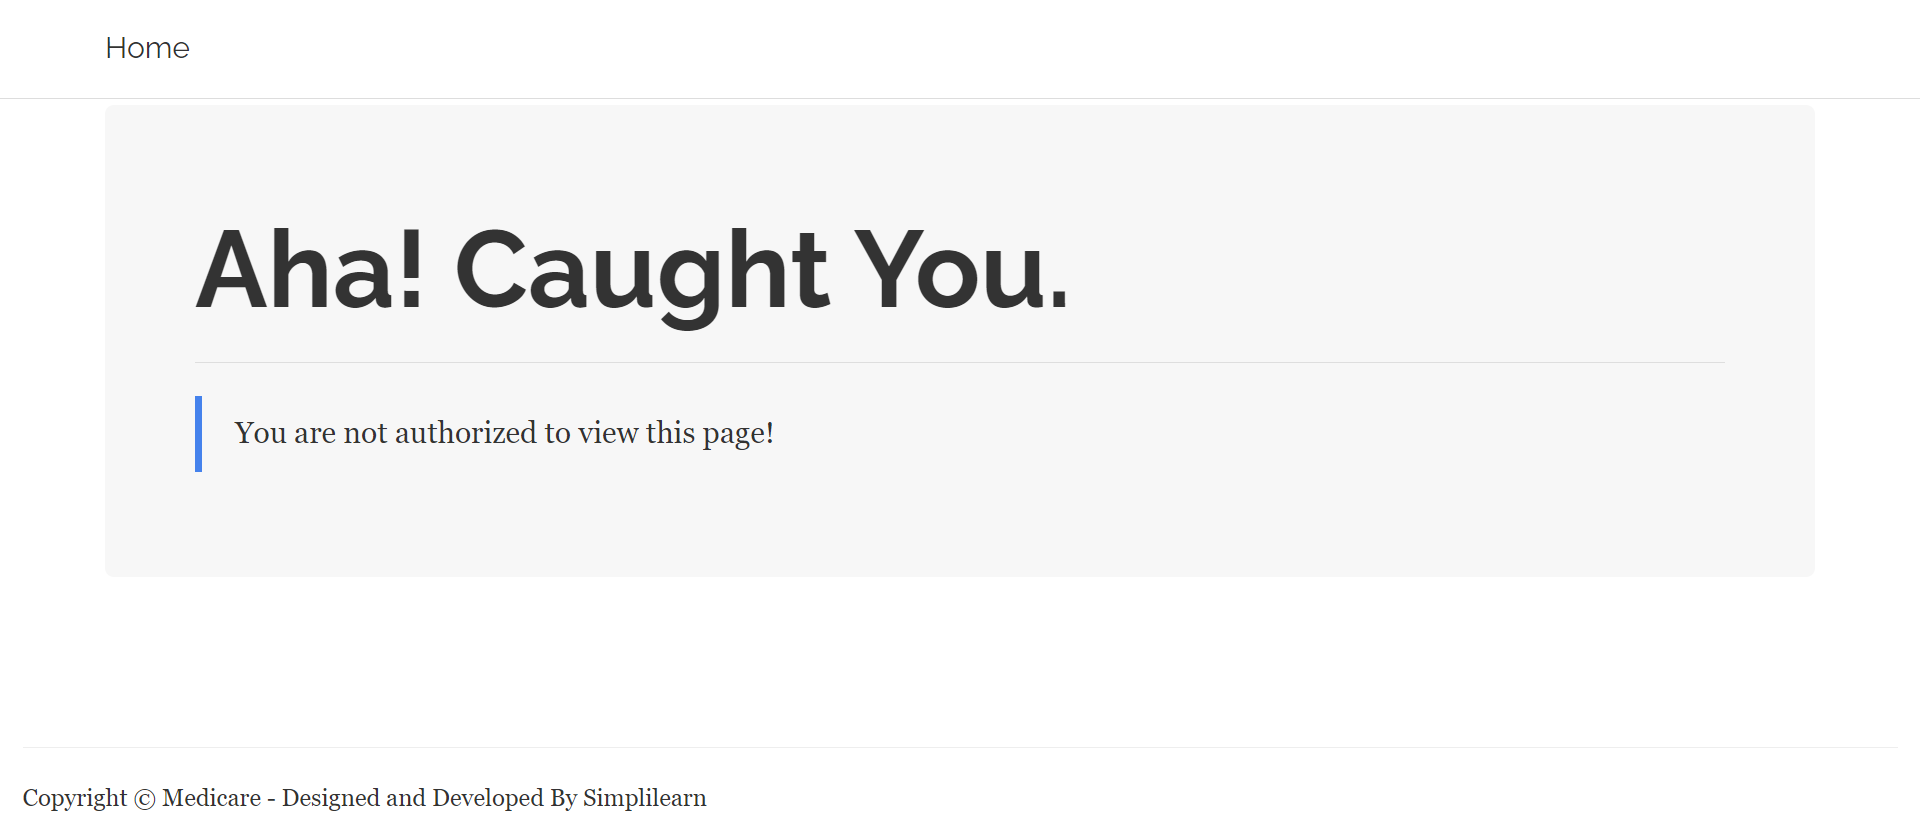 Home
Aha! Caught You.
You are not authorized to view this page!
Copyright © Medicare - Designed and Developed By Simplilearn